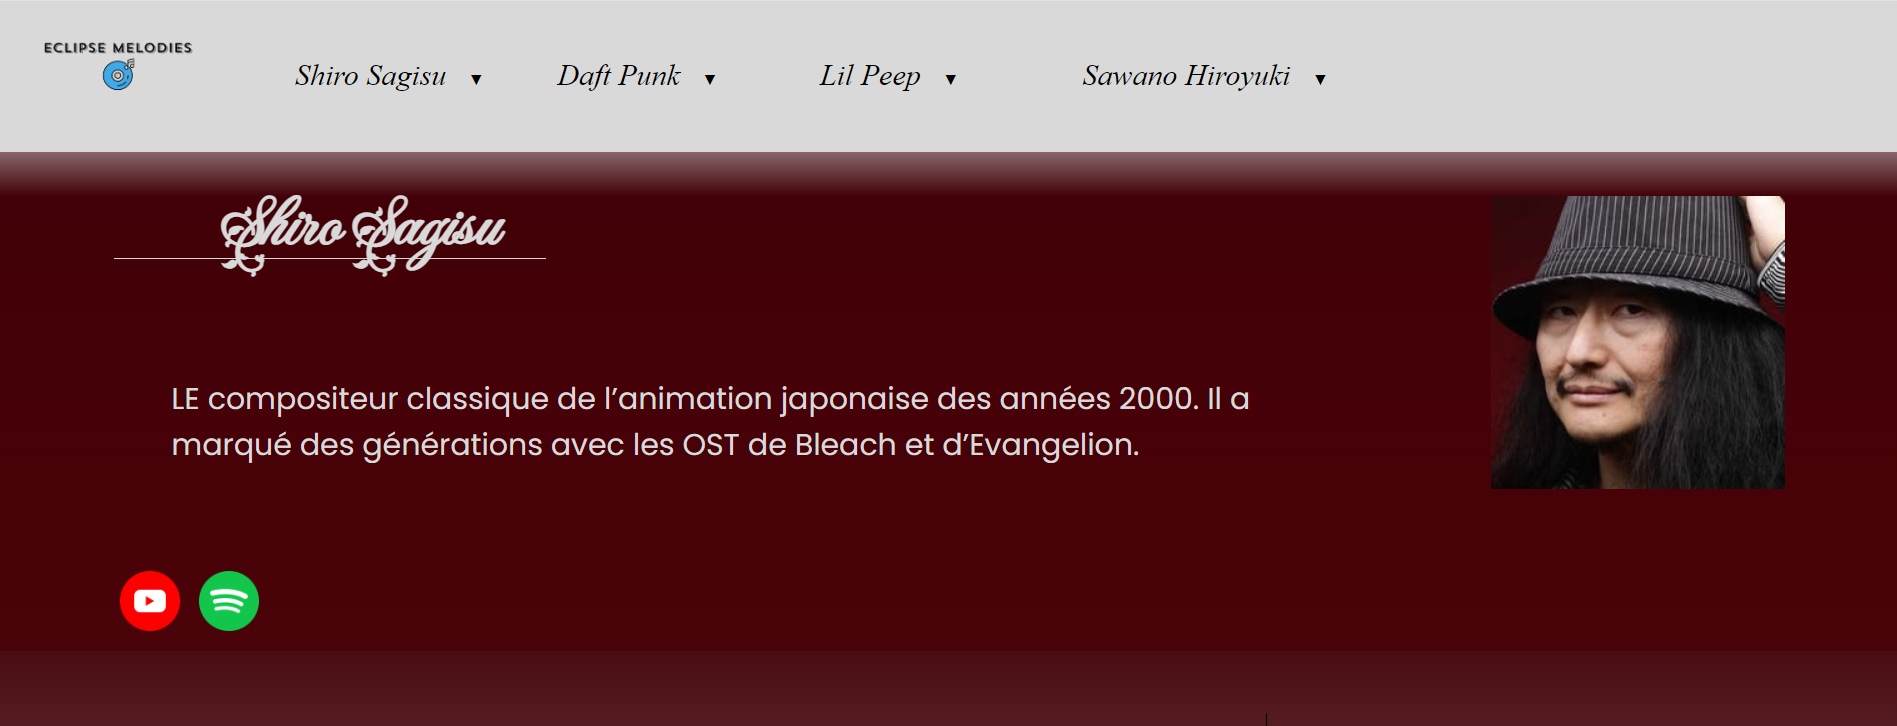 ECLIPSE MELODIES
Shiro Sagisu ▼ Daft Punk ▼ Lil Peep ▼ Sawano Hiroyuki ▼
Shiro Sagisu
LE compositeur classique de l’animation japonaise des années 2000. Il a
marqué des générations avec les OST de Bleach et d’Evangelion.